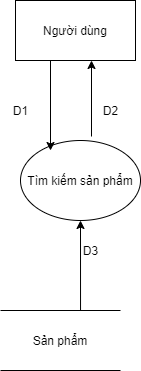 Người dùng
D1
D2
Tìm kiếm sản phẩm
D3
Sản phẩm